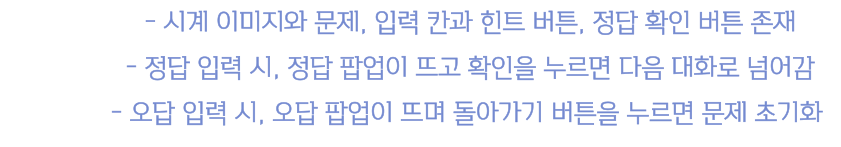 - 시계 이미지와 문제, 입력 칸과 힌트 버튼, 정답 확인 버튼 존재
- 정답 입력 시, 정답 팝업이 뜨고 확인을 누르면 다음 대화로 넘어감
- 오답 입력 시, 오답 팝업이 뜨며 돌아가기 버튼을 누르면 문제 초기화